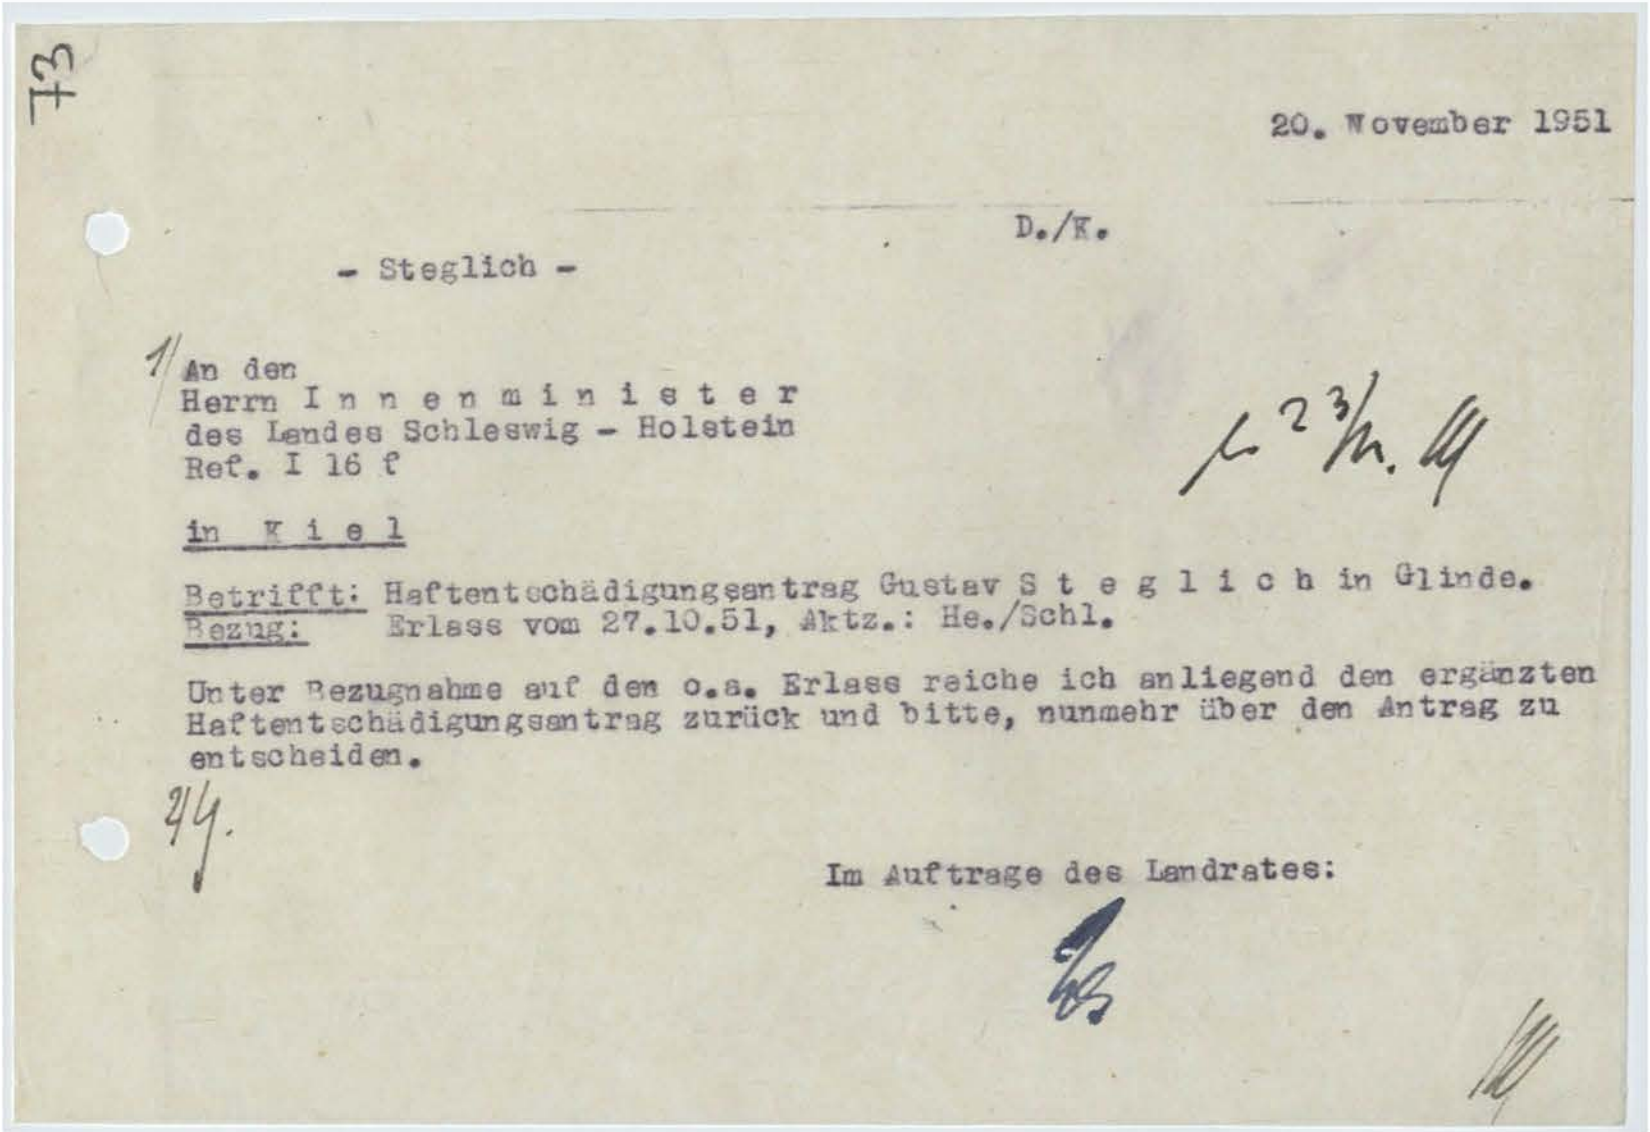 73
20. November 1951
D./K.
- Steglich -
1/ An den
Herrn I n n e n m i n i s t e r
des Landes Schleswig - Holstein
Ref. I 16 f
in K i e l
Betrifft: Haftentschädigungsantrag Gustav S t e g l i c h in Glinde.
Bezug: Erlass vom 27.10.51, Aktz.: He./Schl.
Unter Bezugnahme auf den o.a. Erlass reiche ich anliegend den ergänzten
Haftentschädigungsantrag zurück und bitte, nunmehr über den Antrag zu
entscheiden.
Im Auftrage des Landrates: